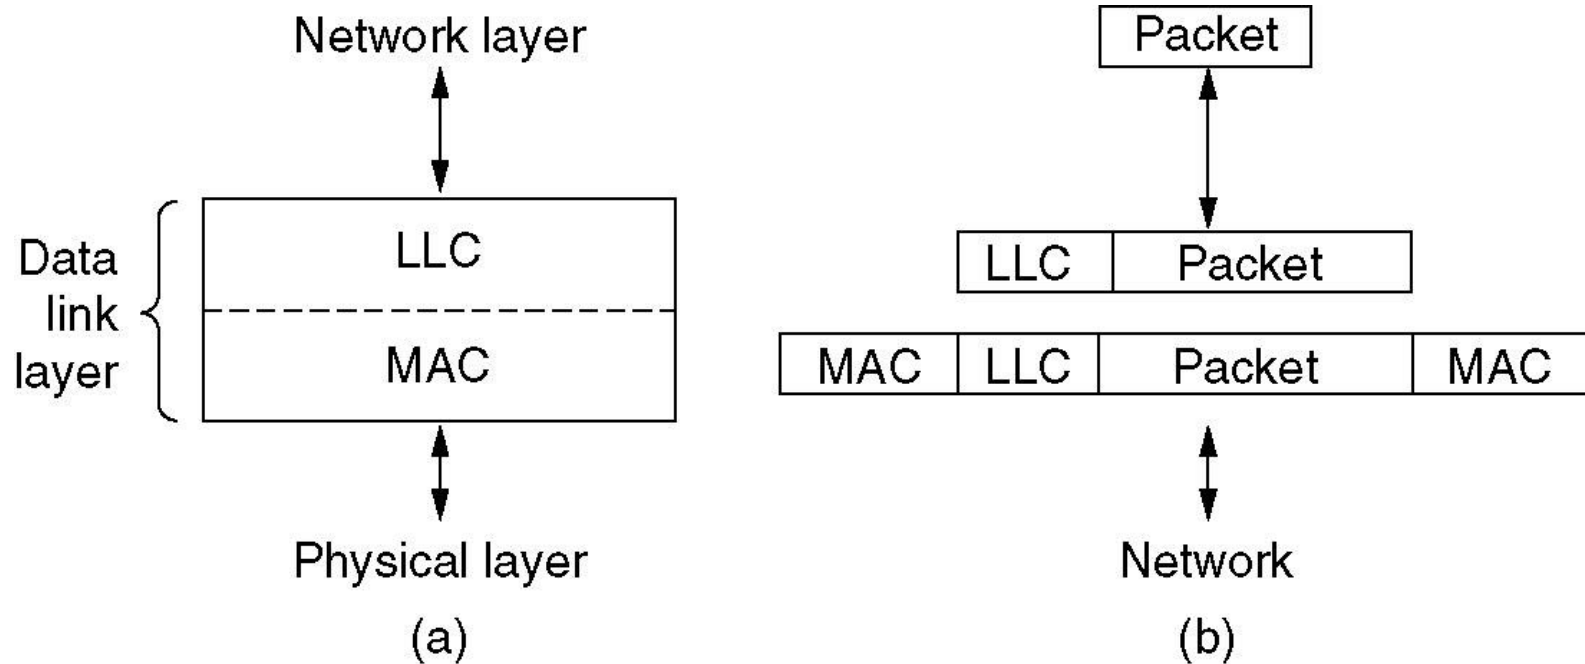 Network layer
Data
link
layer
LLC
MAC
Physical layer
(a)
Packet
LLC Packet
MAC LLC Packet MAC
Network
(b)